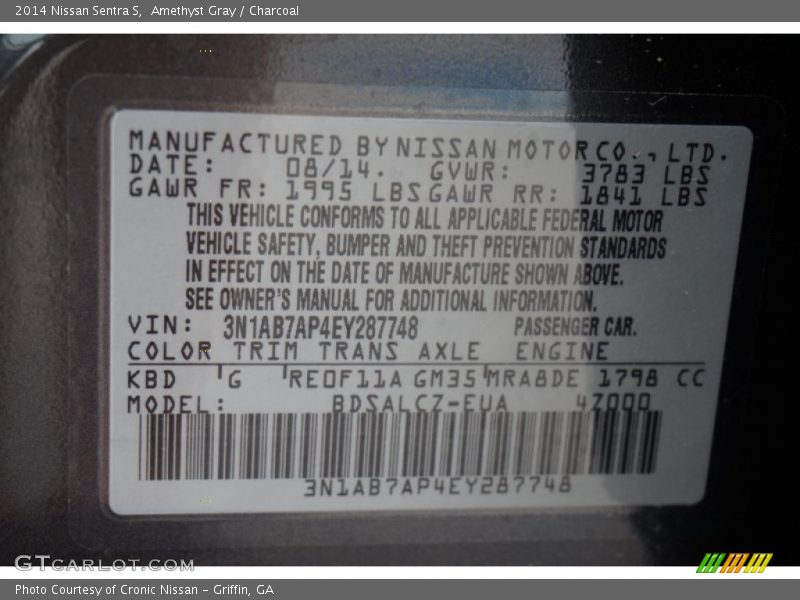 2014 Nissan Sentra S,  Amethyst Gray / Charcoal
MANUFACTURED BY NISSAN MOTOR CO., LTD.
DATE: 08/14. GVWR: 3783 LBS
GAWR FR: 1995 LBS GAWR RR: 1841 LBS
THIS VEHICLE CONFORMS TO ALL APPLICABLE FEDERAL MOTOR
VEHICLE SAFETY, BUMPER AND THEFT PREVENTION STANDARDS
IN EFFECT ON THE DATE OF MANUFACTURE SHOWN ABOVE.
SEE OWNER'S MANUAL FOR ADDITIONAL INFORMATION.
VIN: 3N1AB7AP4EY287748 PASSENGER CAR.
COLOR TRIM TRANS AXLE ENGINE
KBD G RE0F11A GM35 MRA8DE 1798 CC
MODEL: BDSALCZ-EUA 4Z000
3N1AB7AP4EY287748
GTCARLOT.COM
Photo Courtesy of Cronic Nissan – Griffin, GA